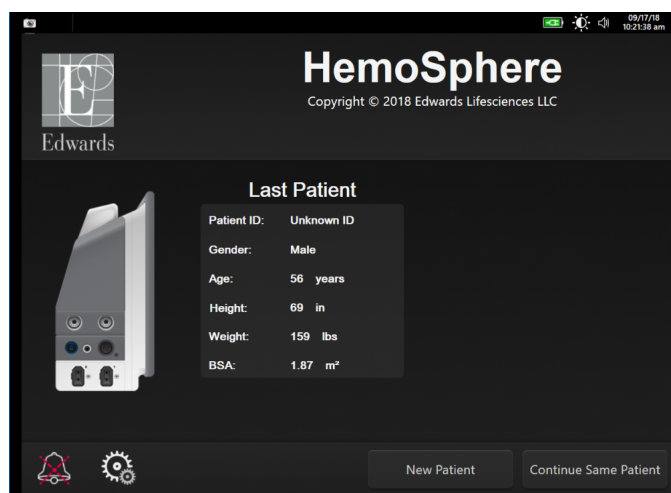 09/17/18
10:21:38 am
HemoSphere
Copyright © 2018 Edwards Lifesciences LLC
E
Edwards
Last Patient
Patient ID: Unknown ID
Gender: Male
Age: 56 years
Height: 69 in
Weight: 159 lbs
BSA: 1.87 m²
New Patient
Continue Same Patient